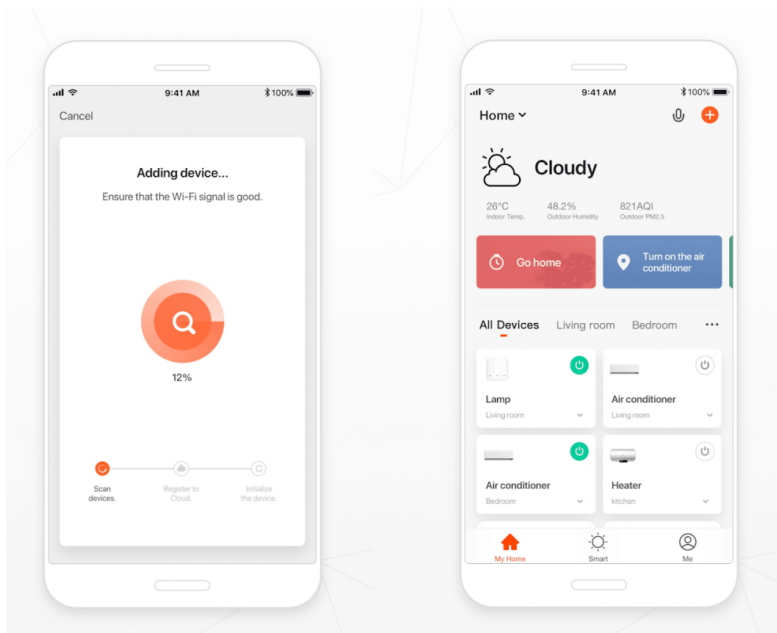 9:41 AM
100%
Cancel
Adding device...
Ensure that the Wi-Fi signal is good.
12%
Scan
devices.
Register to
Cloud.
Initialize
the device.
9:41 AM
100%
Home
Cloudy
26°C
48.2%
821AQI
Indoor Temp.
Outdoor Humidity
Outdoor PM2.5
Go home
Turn on the air
conditioner
All Devices
Living room
Bedroom
Lamp
Living room
Air conditioner
Living room
Air conditioner
Bedroom
Heater
kitchen
My Home
Smart
Me